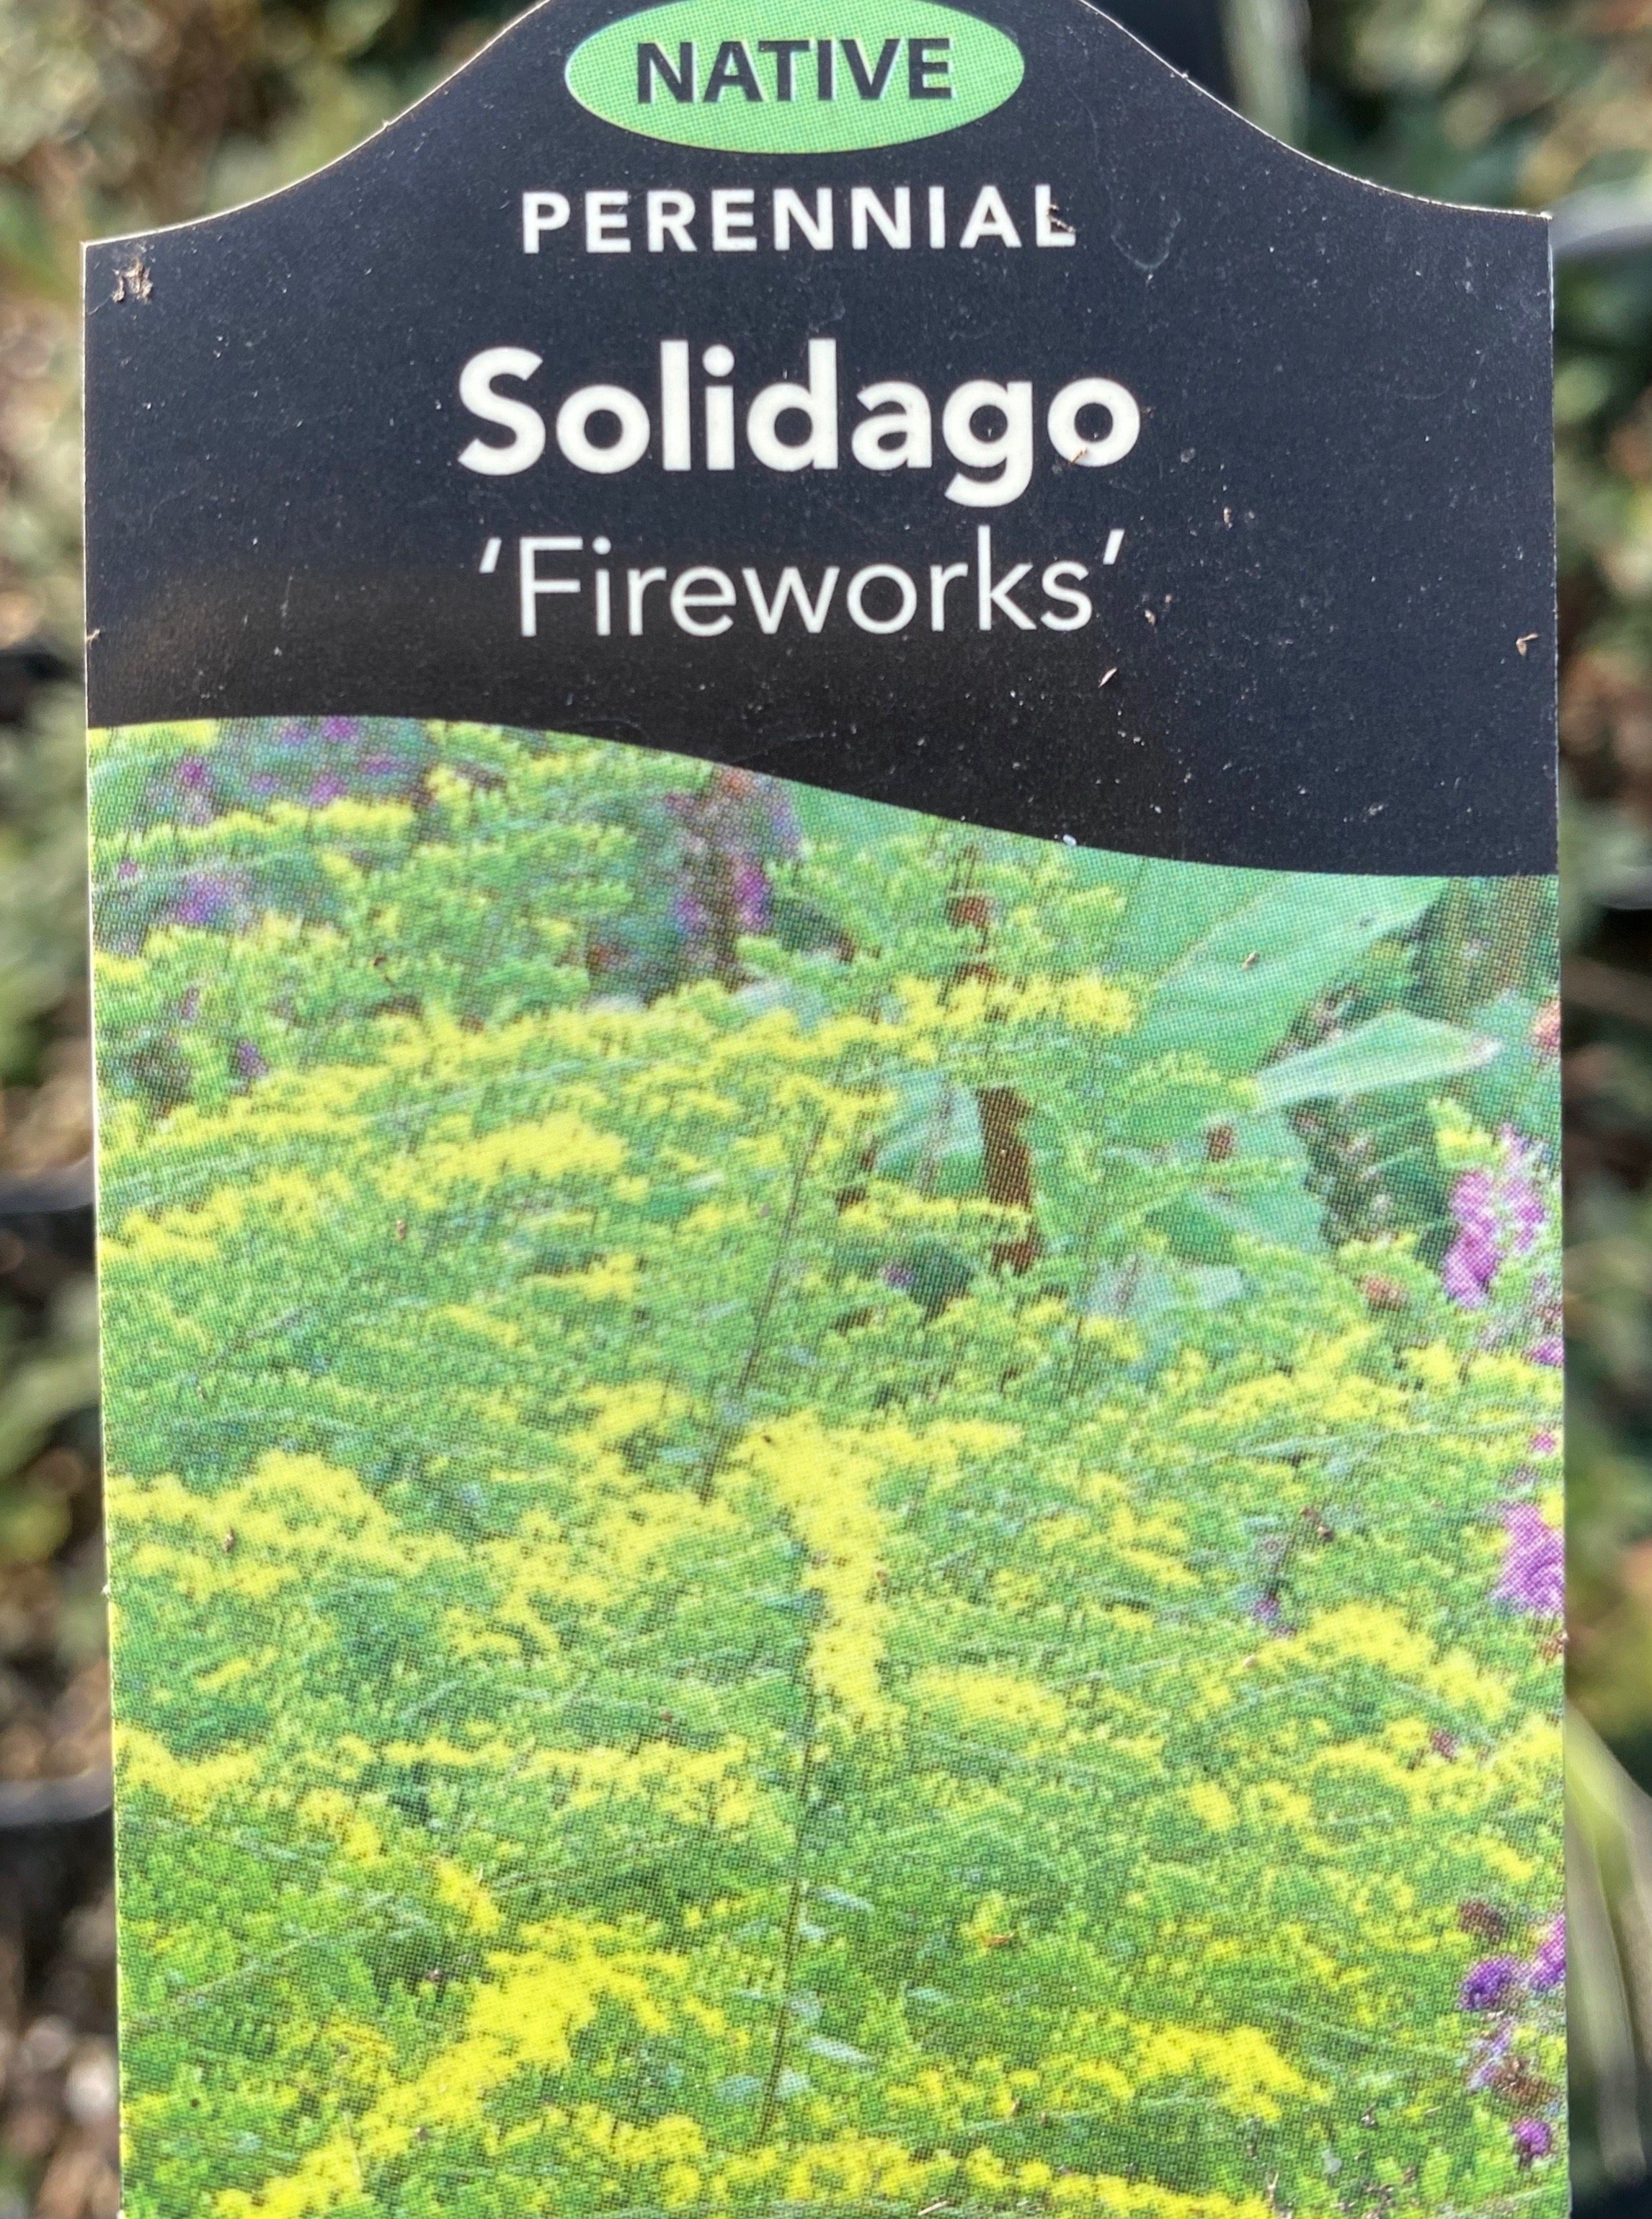 NATIVE
PERENNIAL
Solidago
‘Fireworks’